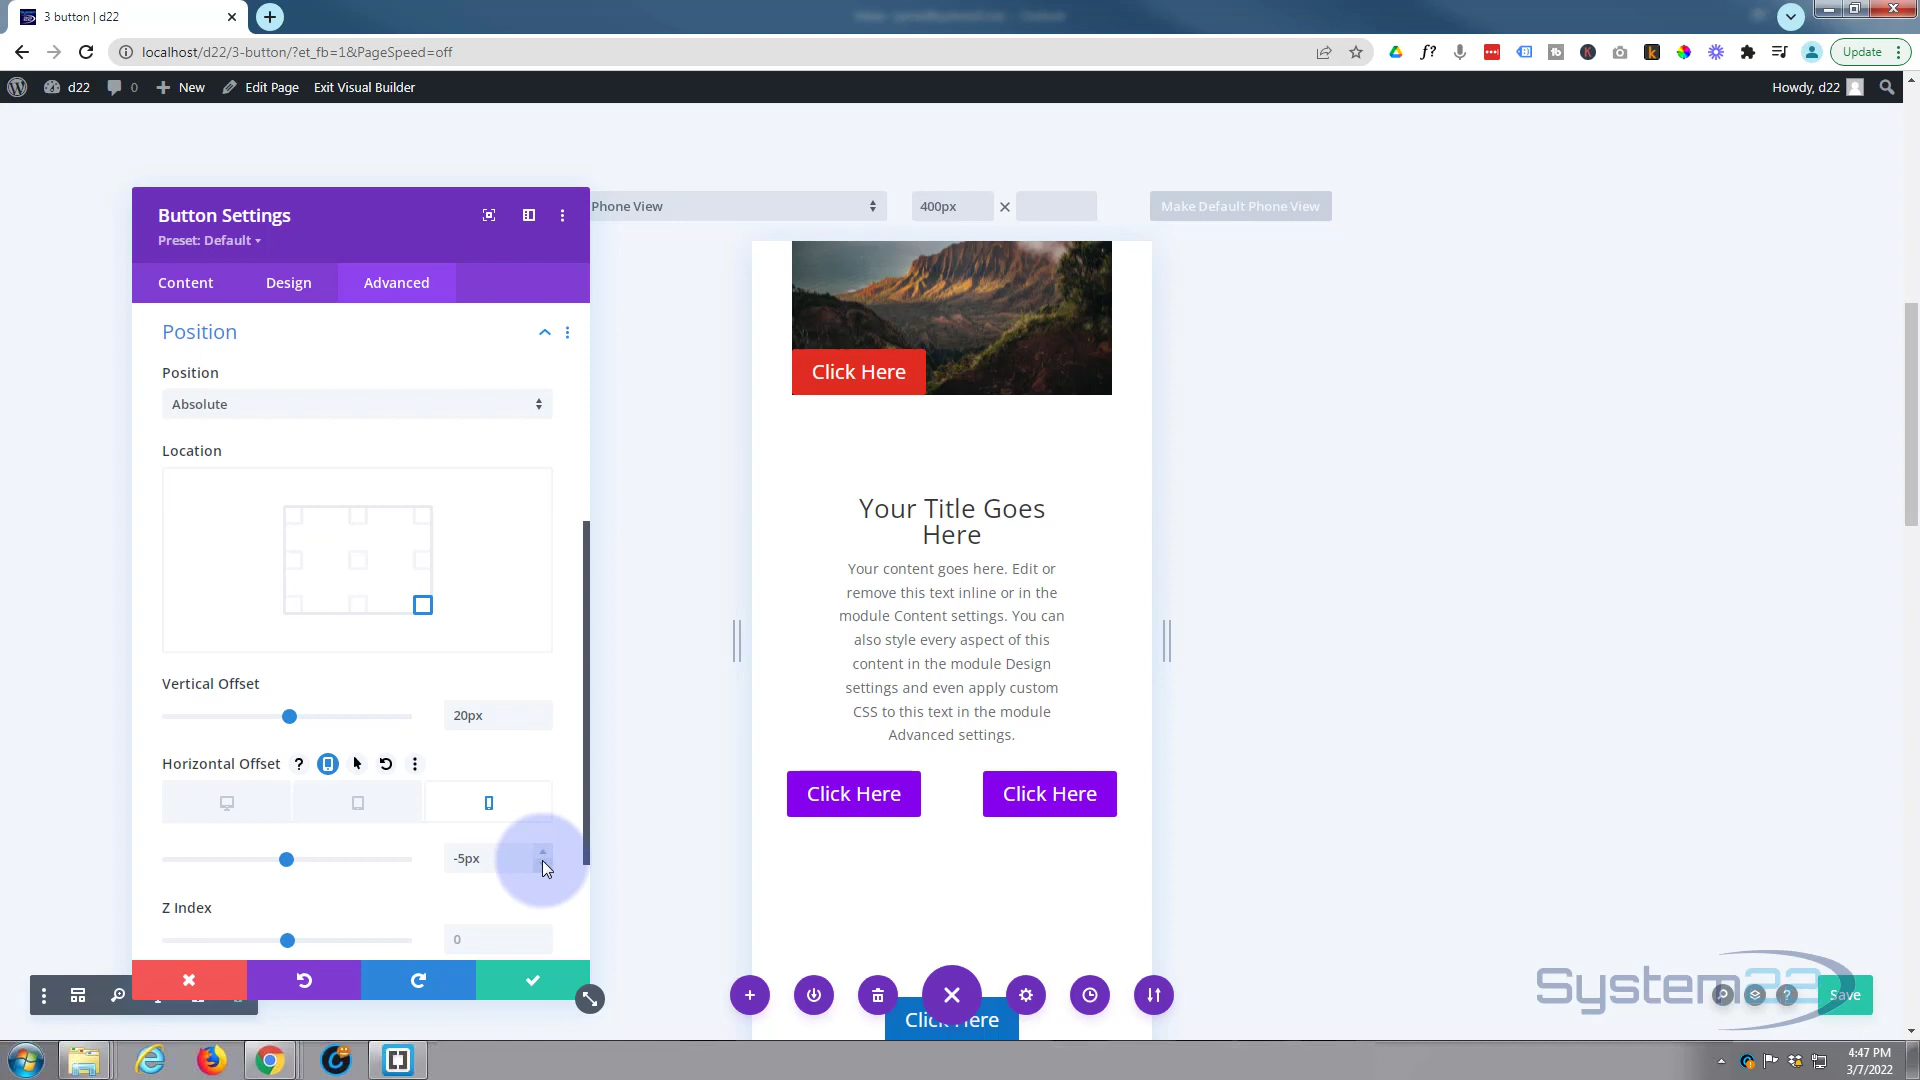 3 button | d22
localhost/d22/3-button/?et_fb=1&PageSpeed=off
Update
d22 0 New Edit Page Exit Visual Builder Howdy, d22
Button Settings
Preset: Default
Content Design Advanced
Phone View 400px Make Default Phone View
Position
Position
Absolute
Location
Vertical Offset
20px
Horizontal Offset ?
-5px
Z Index
0
Click Here
Your Title Goes
Here
Your content goes here. Edit or
remove this text inline or in the
module Content settings. You can
also style every aspect of this
content in the module Design
settings and even apply custom
CSS to this text in the module
Advanced settings.
Click Here Click Here
Click Here
System22
? Save
4:47 PM
3/7/2022